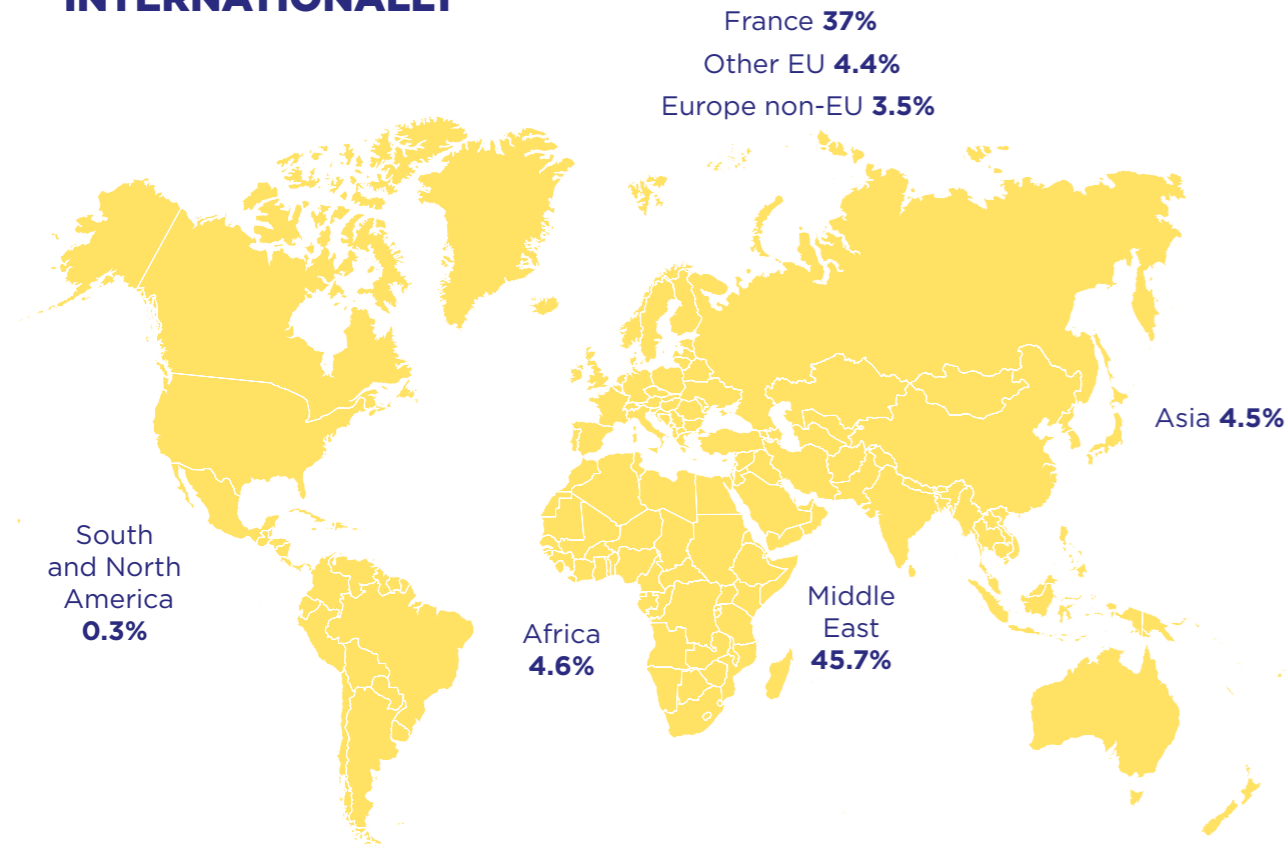 INTERNATIONALLY
France 37%
Other EU 4.4%
Europe non-EU 3.5%
Asia 4.5%
South
and North
America
0.3%
Africa
4.6%
Middle
East
45.7%